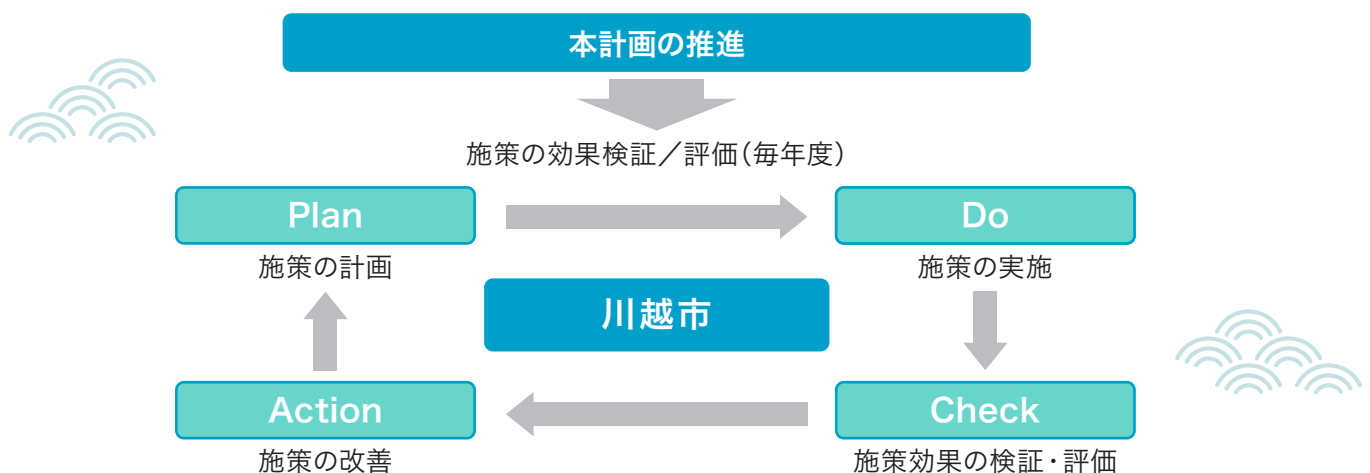 本計画の推進
施策の効果検証／評価（毎年度）
Plan
施策の計画
Do
施策の実施
川越市
Action
施策の改善
Check
施策効果の検証・評価